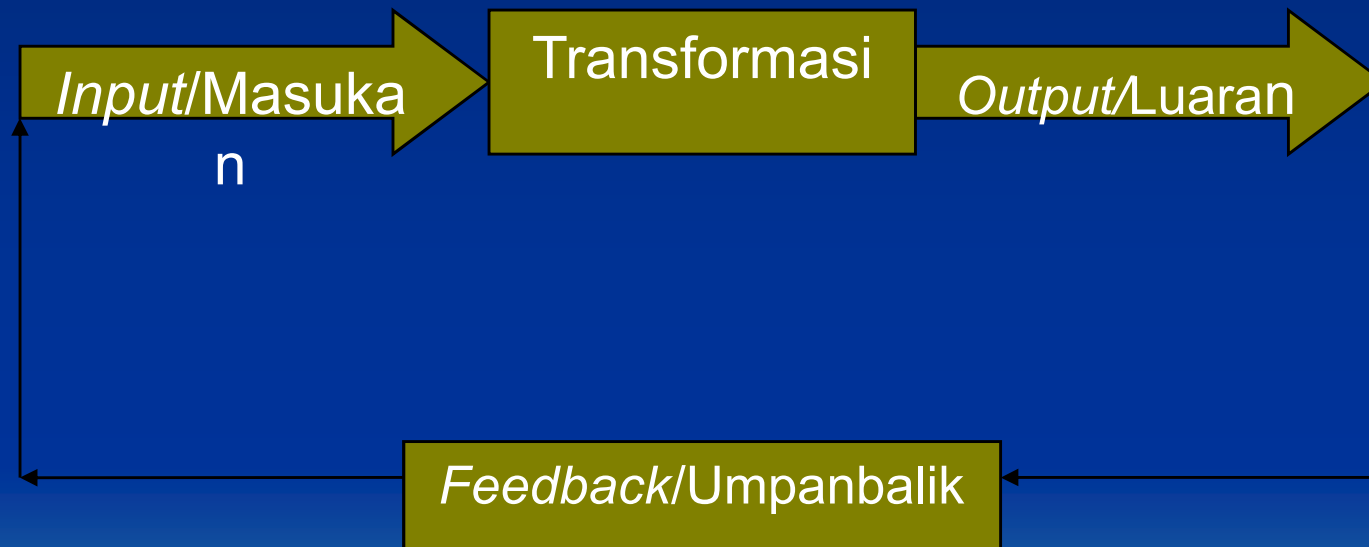 Transformasi
Input/Masuka
n
Output/Luaran
Feedback/Umpanbalik